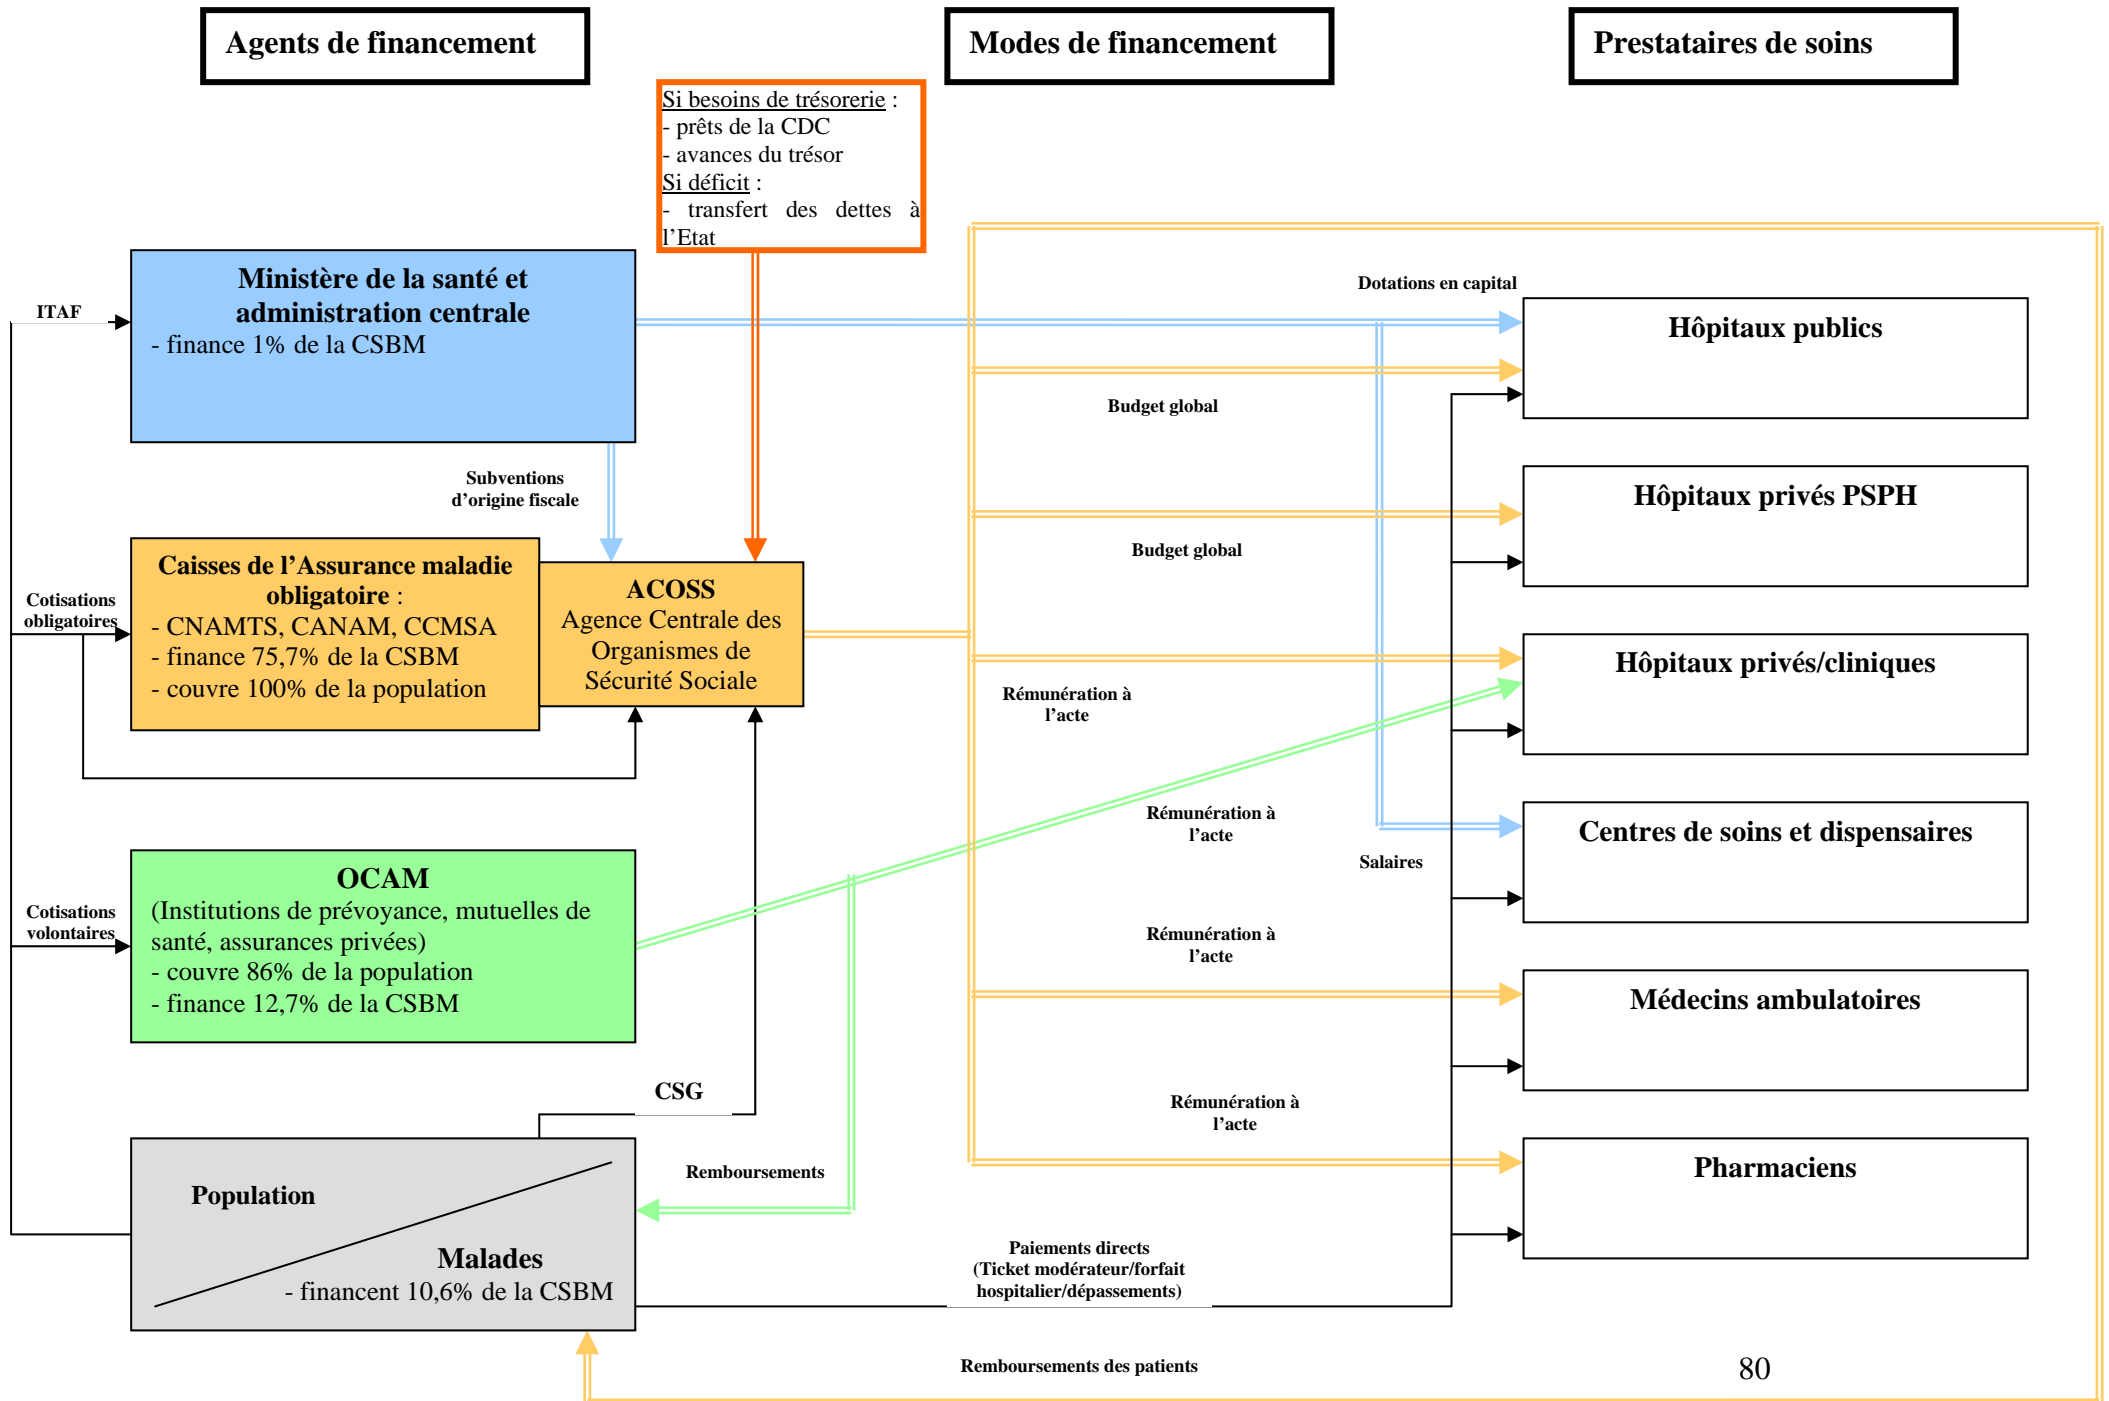 Agents de financement
Modes de financement
Prestataires de soins
Si besoins de trésorerie :
- prêts de la CDC
- avances du trésor
Si déficit :
- transfert des dettes à
l’Etat
ITAF
Ministère de la santé et
administration centrale
- finance 1% de la CSBM
Dotations en capital
Hôpitaux publics
Budget global
Subventions
d’origine fiscale
Hôpitaux privés PSPH
Budget global
Cotisations
obligatoires
Caisses de l’Assurance maladie
obligatoire :
- CNAMTS, CANAM, CCMSA
- finance 75,7% de la CSBM
- couvre 100% de la population
ACOSS
Agence Centrale des
Organismes de
Sécurité Sociale
Hôpitaux privés/cliniques
Rémunération à
l’acte
Rémunération à
l’acte
Centres de soins et dispensaires
Salaires
Cotisations
volontaires
OCAM
(Institutions de prévoyance, mutuelles de
santé, assurances privées)
- couvre 86% de la population
- finance 12,7% de la CSBM
Rémunération à
l’acte
Médecins ambulatoires
CSG
Rémunération à
l’acte
Remboursements
Pharmaciens
Population
Malades
- financent 10,6% de la CSBM
Paiements directs
(Ticket modérateur/forfait
hospitalier/dépassements)
Remboursements des patients
80